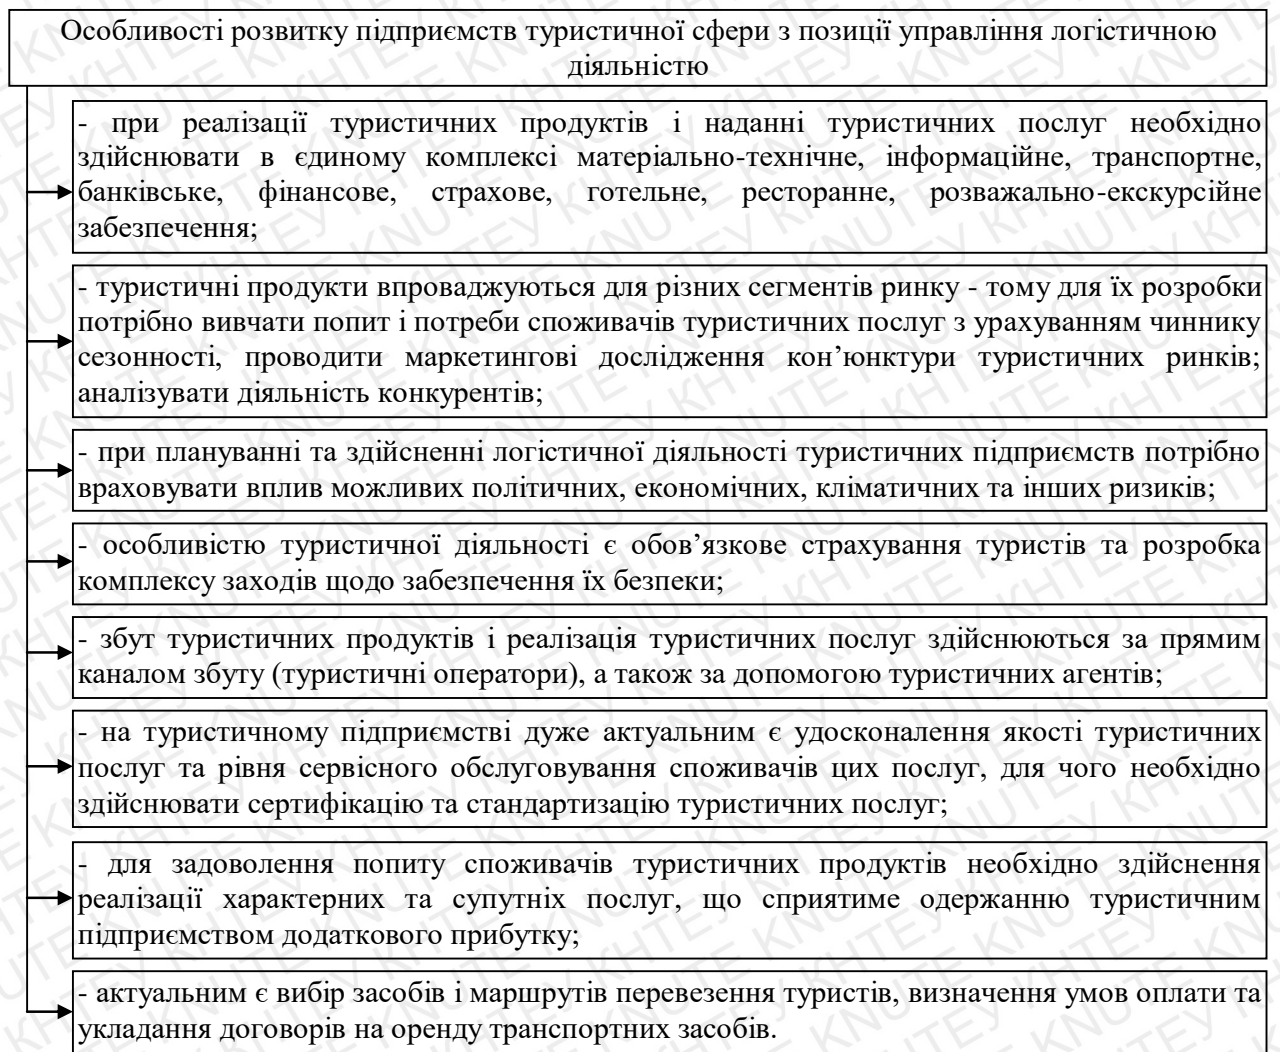 Особливості розвитку підприємств туристичної сфери з позиції управління логістичною
діяльністю
- при реалізації туристичних продуктів і наданні туристичних послуг необхідно
здійснювати в єдиному комплексі матеріально-технічне, інформаційне, транспортне,
банківське, фінансове, страхове, готельне, ресторанне, розважально-екскурсійне
забезпечення;
- туристичні продукти впроваджуються для різних сегментів ринку - тому для їх розробки
потрібно вивчати попит і потреби споживачів туристичних послуг з урахуванням чиннику
сезонності, проводити маркетингові дослідження кон’юнктури туристичних ринків;
аналізувати діяльність конкурентів;
- при плануванні та здійсненні логістичної діяльності туристичних підприємств потрібно
враховувати вплив можливих політичних, економічних, кліматичних та інших ризиків;
- особливістю туристичної діяльності є обов’язкове страхування туристів та розробка
комплексу заходів щодо забезпечення їх безпеки;
- збут туристичних продуктів і реалізація туристичних послуг здійснюються за прямим
каналом збуту (туристичні оператори), а також за допомогою туристичних агентів;
- на туристичному підприємстві дуже актуальним є удосконалення якості туристичних
послуг та рівня сервісного обслуговування споживачів цих послуг, для чого необхідно
здійснювати сертифікацію та стандартизацію туристичних послуг;
- для задоволення попиту споживачів туристичних продуктів необхідно здійснення
реалізації характерних та супутніх послуг, що сприятиме одержанню туристичним
підприємством додаткового прибутку;
- актуальним є вибір засобів і маршрутів перевезення туристів, визначення умов оплати та
укладання договорів на оренду транспортних засобів.